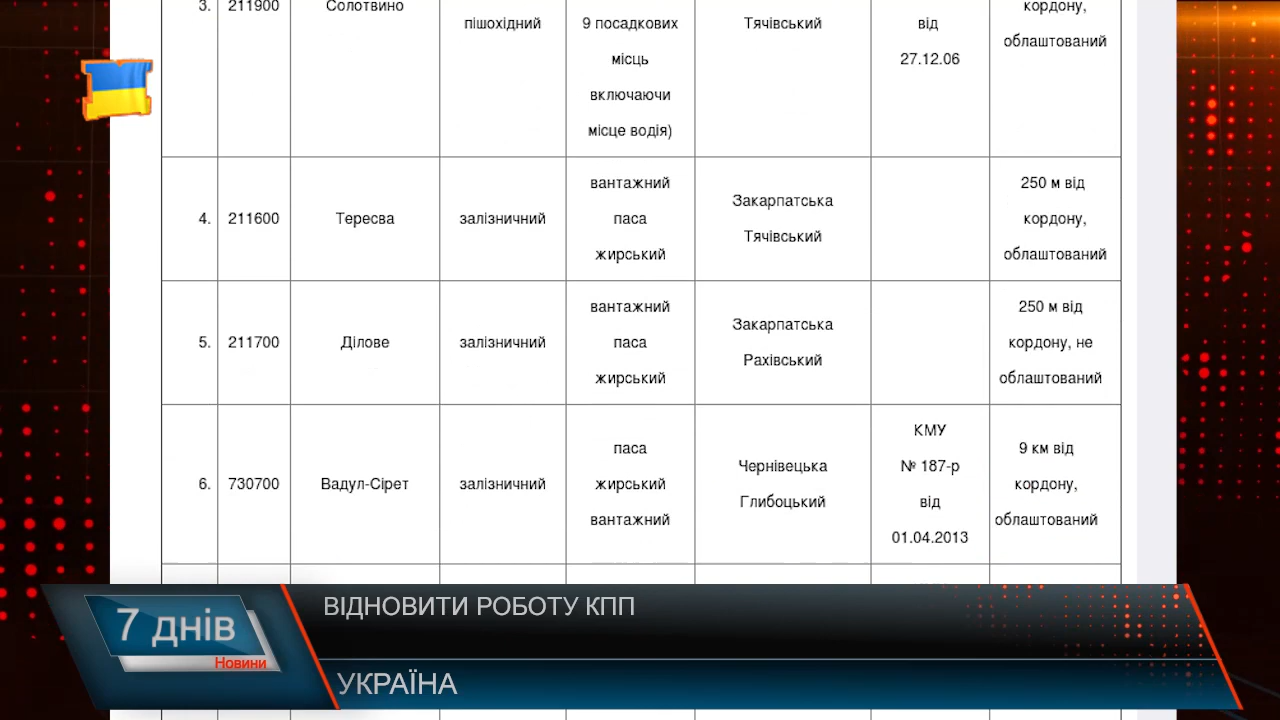 3.
211900
Солотвино
пішохідний
9 посадкових
місць
включаючи
місце водія)
Тячівський
від
27.12.06
кордону,
облаштований
4.
211600
Тересва
залізничний
вантажний
паса
жирський
Закарпатська
Тячівський
250 м від
кордону,
облаштований
5.
211700
Ділове
залізничний
вантажний
паса
жирський
Закарпатська
Рахівський
250 м від
кордону, не
облаштований
6.
730700
Вадул-Сірет
залізничний
паса
жирський
вантажний
Чернівецька
Глибоцький
КМУ
№ 187-р
від
01.04.2013
9 км від
кордону,
облаштований
7 днів
Новини
ВІДНОВИТИ РОБОТУ КПП
УКРАЇНА